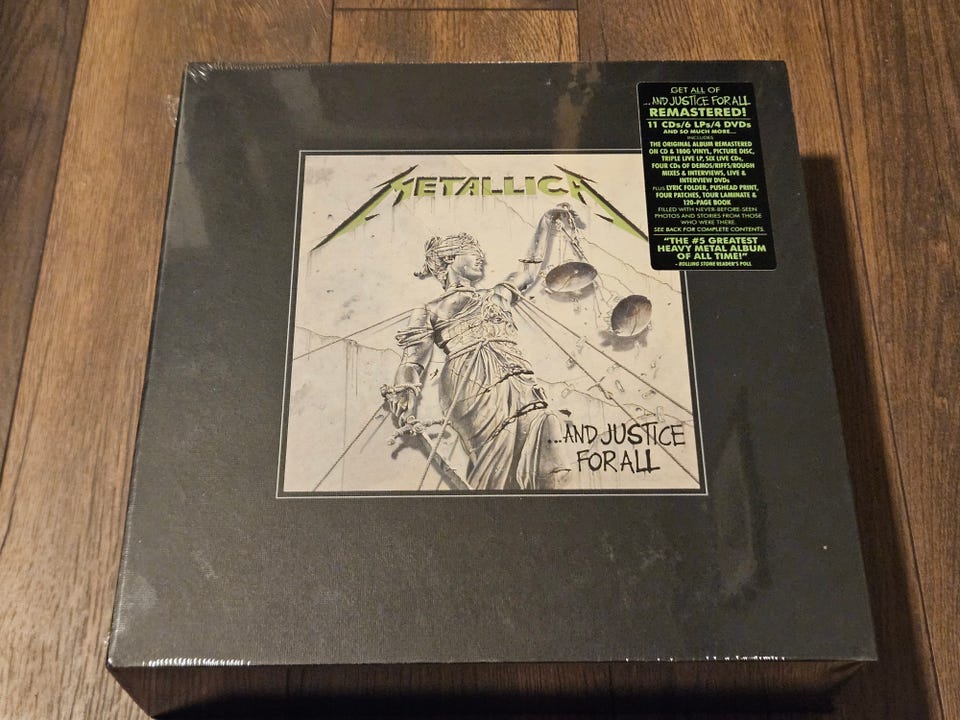 METALLICA
...AND JUSTICE
FOR ALL
GET ALL OF
...AND JUSTICE FOR ALL
REMASTERED!
11 CDs/6 LPs/4 DVDs
AND SO MUCH MORE...
INCLUDES
THE ORIGINAL ALBUM REMASTERED
ON CD & 180G VINYL, PICTURE DISC,
TRIPLE LIVE LP, SIX LIVE CDs,
FOUR CDs OF DEMOS/RIFFS/ROUGH
MIXES & INTERVIEWS, LIVE &
INTERVIEW DVDs
PLUS LYRIC FOLDER, PUSHEAD PRINT,
FOUR PATCHES, TOUR LAMINATE &
120-PAGE BOOK
FILLED WITH NEVER-BEFORE-SEEN
PHOTOS AND STORIES FROM THOSE
WHO WERE THERE.
SEE BACK FOR COMPLETE CONTENTS.
"THE #5 GREATEST
HEAVY METAL ALBUM
OF ALL TIME!"
- ROLLING STONE READER'S POLL